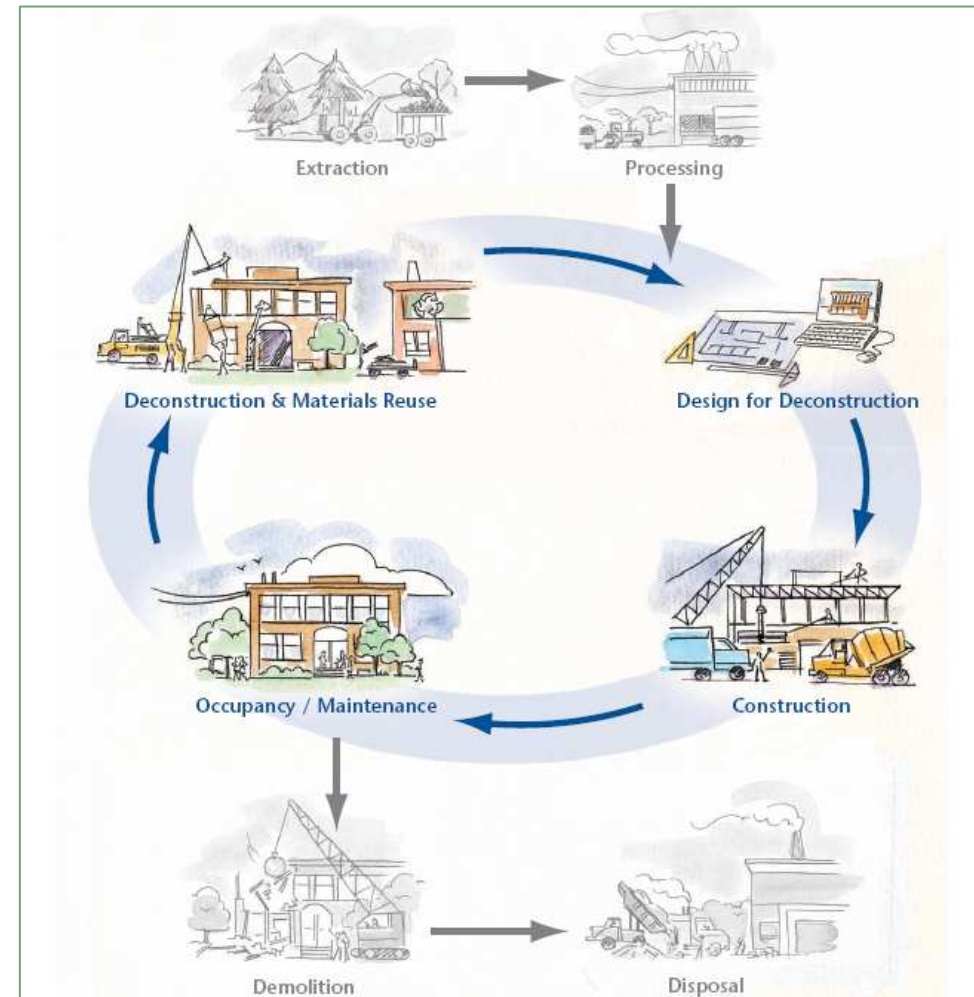 Extraction
Processing
Deconstruction & Materials Reuse
Design for Deconstruction
Occupancy / Maintenance
Construction
Demolition
Disposal